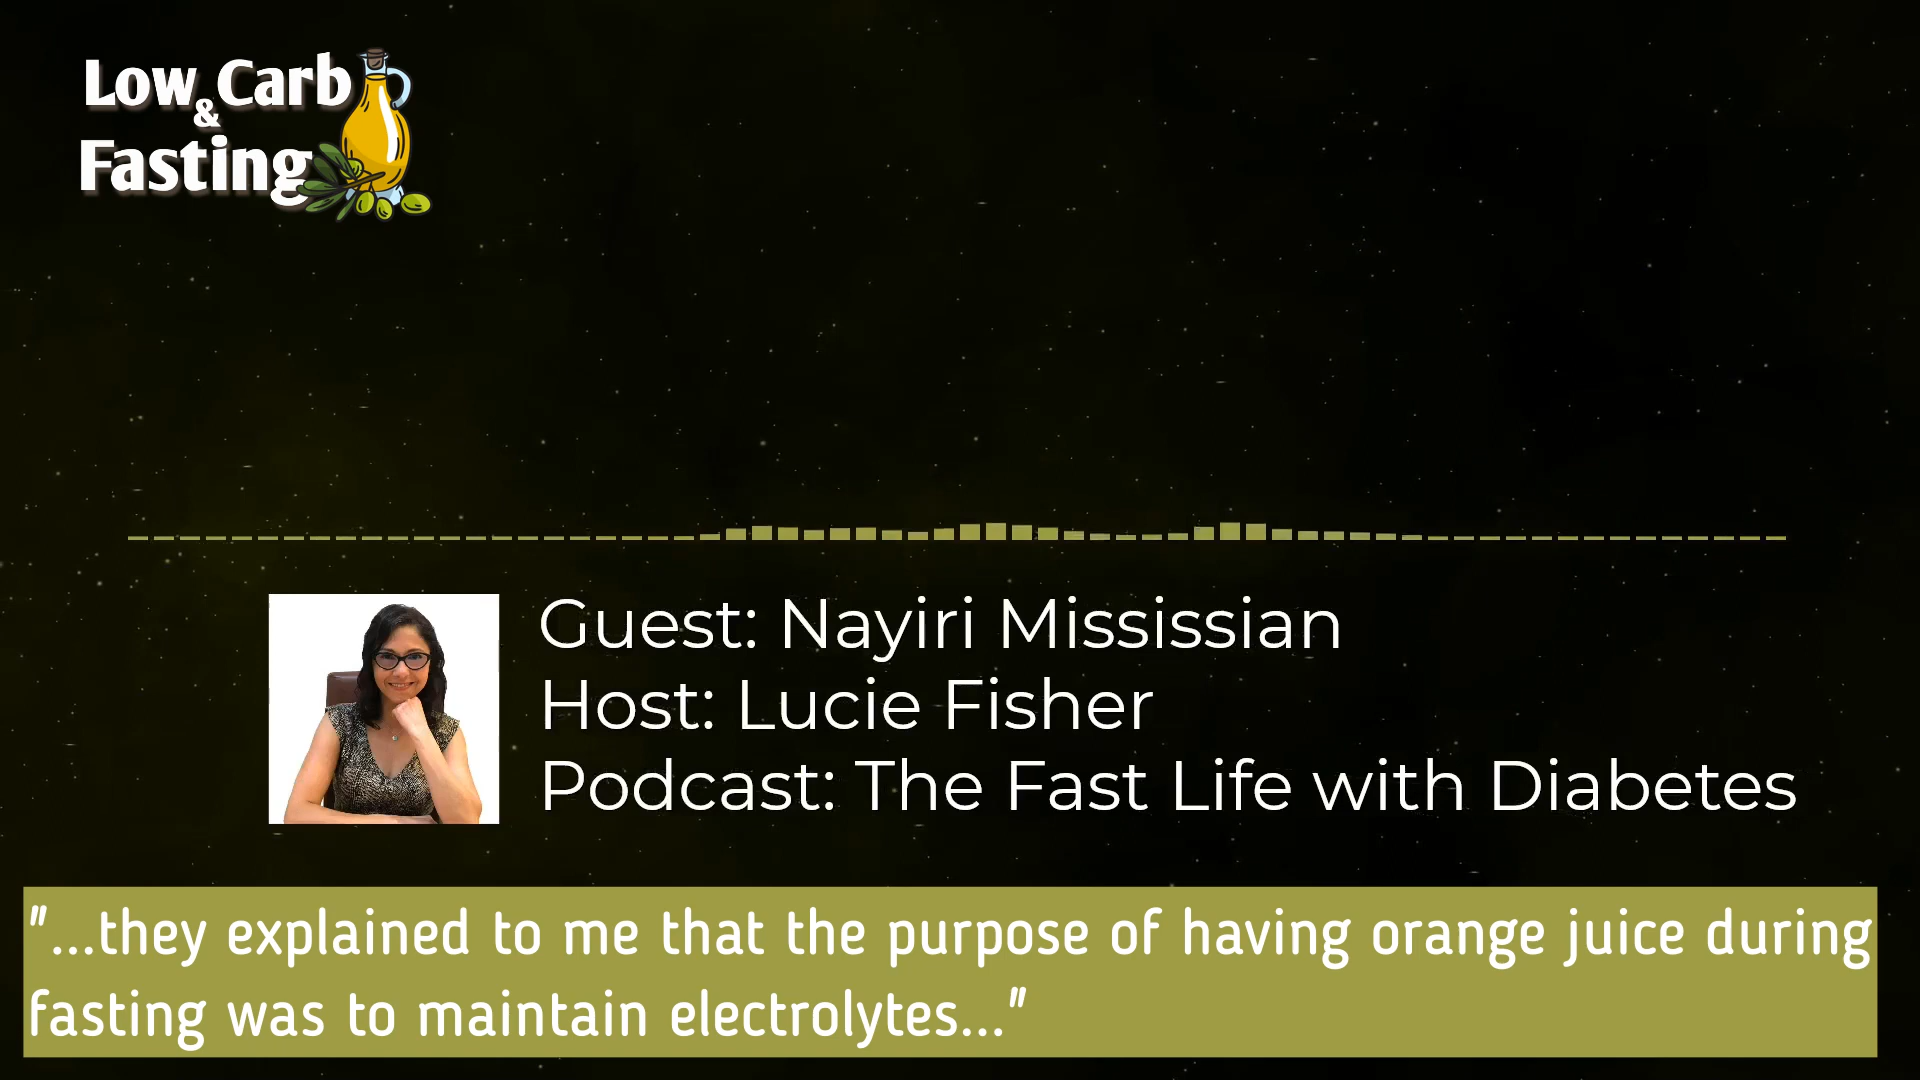 Low Carb
&
Fasting
Guest: Nayiri Mississian
Host: Lucie Fisher
Podcast: The Fast Life with Diabetes
"...they explained to me that the purpose of having orange juice during
fasting was to maintain electrolytes..."